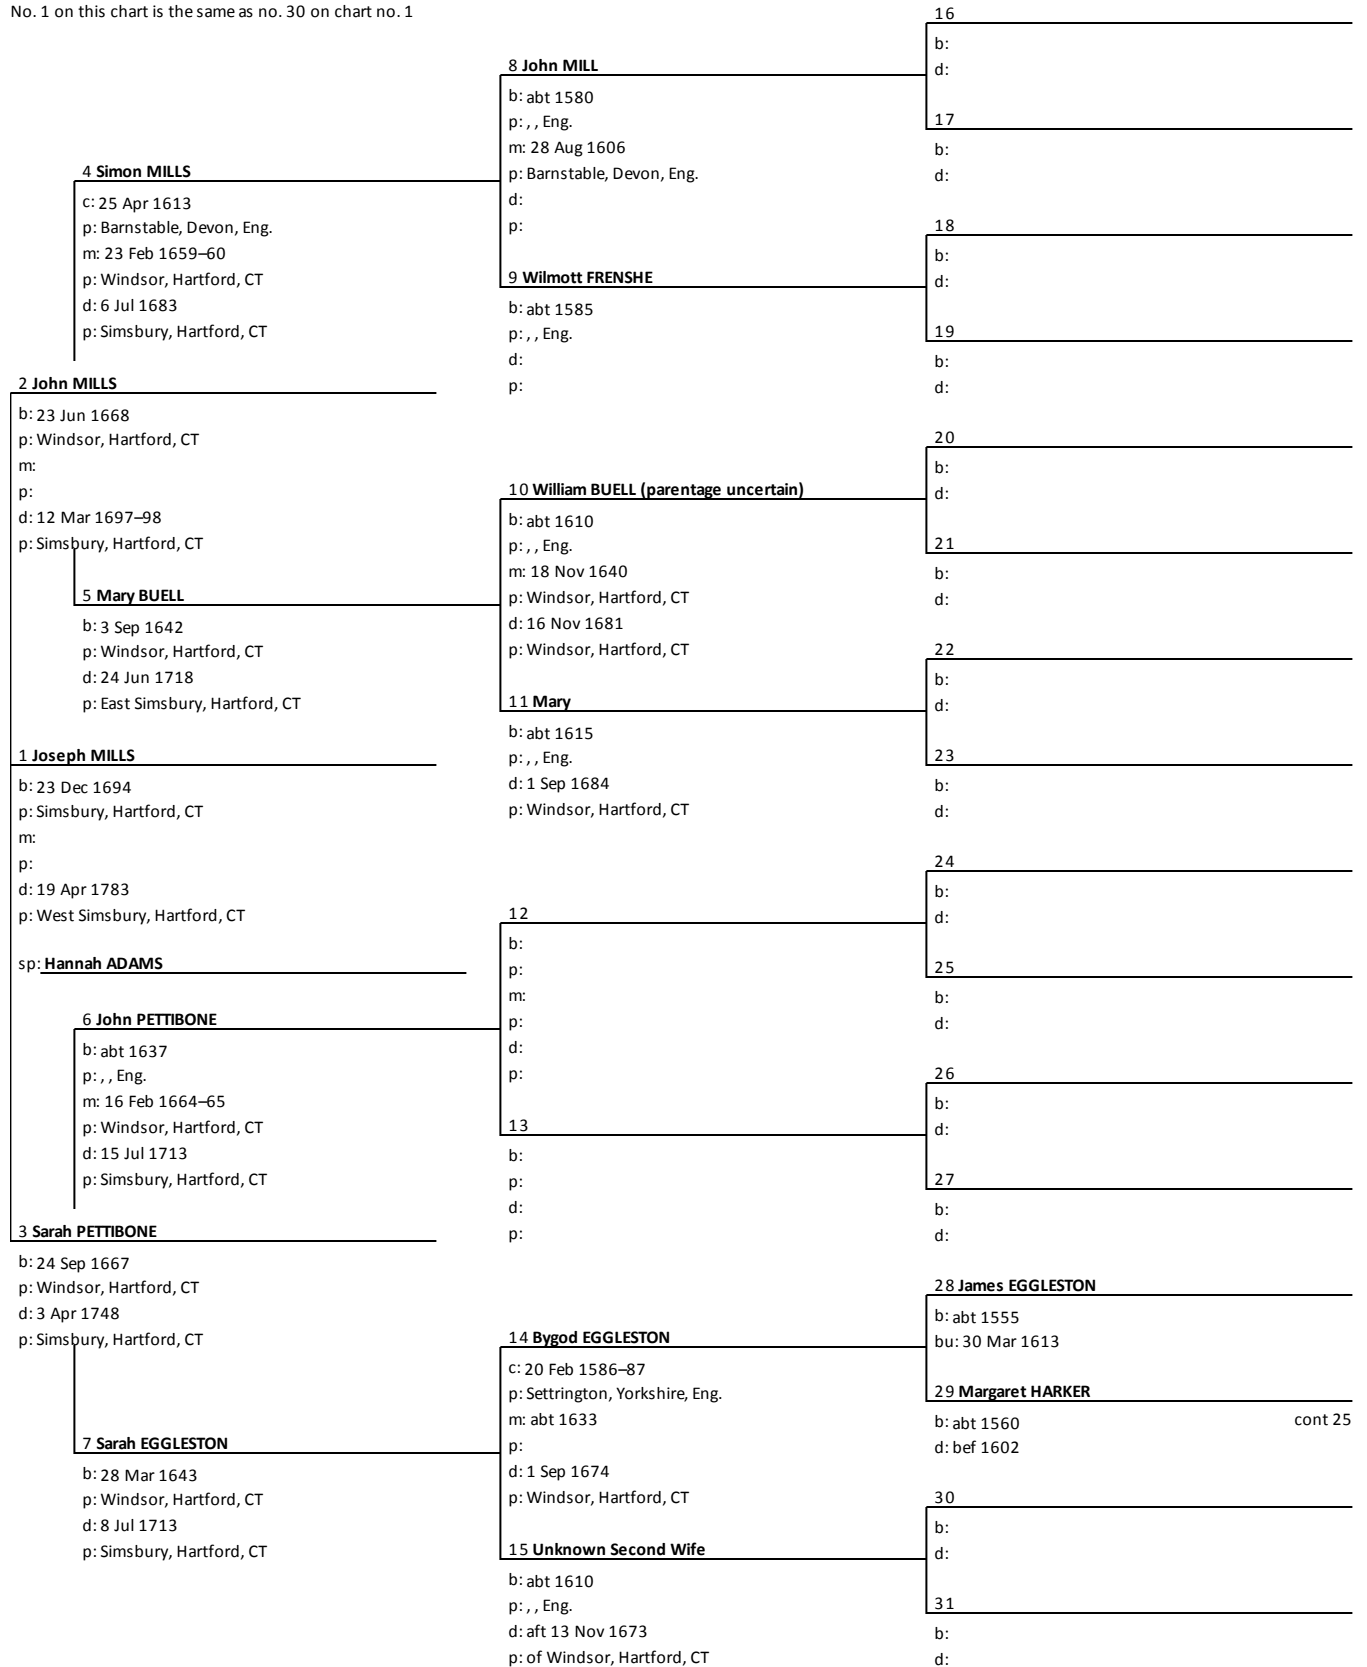 No. 1 on this chart is the same as no. 30 on chart no. 1
16
b:
d:
8 John MILL
b: abt 1580
p: , , Eng.
m: 28 Aug 1606
p: Barnstable, Devon, Eng.
d:
p:
17
b:
d:
4 Simon MILLS
c: 25 Apr 1613
p: Barnstable, Devon, Eng.
m: 23 Feb 1659–60
p: Windsor, Hartford, CT
d: 6 Jul 1683
p: Simsbury, Hartford, CT
18
b:
d:
9 Wilmott FRENSHE
b: abt 1585
p: , , Eng.
d:
p:
19
b:
d:
2 John MILLS
b: 23 Jun 1668
p: Windsor, Hartford, CT
m:
p:
d: 12 Mar 1697–98
p: Simsbury, Hartford, CT
20
b:
d:
10 William BUELL (parentage uncertain)
b: abt 1610
p: , , Eng.
m: 18 Nov 1640
p: Windsor, Hartford, CT
d: 16 Nov 1681
p: Windsor, Hartford, CT
21
b:
d:
5 Mary BUELL
b: 3 Sep 1642
p: Windsor, Hartford, CT
d: 24 Jun 1718
p: East Simsbury, Hartford, CT
22
b:
d:
11 Mary
b: abt 1615
p: , , Eng.
d: 1 Sep 1684
p: Windsor, Hartford, CT
23
b:
d:
1 Joseph MILLS
b: 23 Dec 1694
p: Simsbury, Hartford, CT
m:
p:
d: 19 Apr 1783
p: West Simsbury, Hartford, CT
sp: Hannah ADAMS
24
b:
d:
12
b:
p:
m:
p:
d:
p:
25
b:
d:
6 John PETTIBONE
b: abt 1637
p: , , Eng.
m: 16 Feb 1664–65
p: Windsor, Hartford, CT
d: 15 Jul 1713
p: Simsbury, Hartford, CT
26
b:
d:
13
b:
p:
d:
p:
27
b:
d:
3 Sarah PETTIBONE
b: 24 Sep 1667
p: Windsor, Hartford, CT
d: 3 Apr 1748
p: Simsbury, Hartford, CT
28 James EGGLESTON
b: abt 1555
bu: 30 Mar 1613
14 Bygod EGGLESTON
c: 20 Feb 1586–87
p: Settrington, Yorkshire, Eng.
m: abt 1633
p:
d: 1 Sep 1674
p: Windsor, Hartford, CT
29 Margaret HARKER
b: abt 1560 cont 25
d: bef 1602
7 Sarah EGGLESTON
b: 28 Mar 1643
p: Windsor, Hartford, CT
d: 8 Jul 1713
p: Simsbury, Hartford, CT
30
b:
d:
15 Unknown Second Wife
b: abt 1610
p: , , Eng.
d: aft 13 Nov 1673
p: of Windsor, Hartford, CT
31
b:
d: